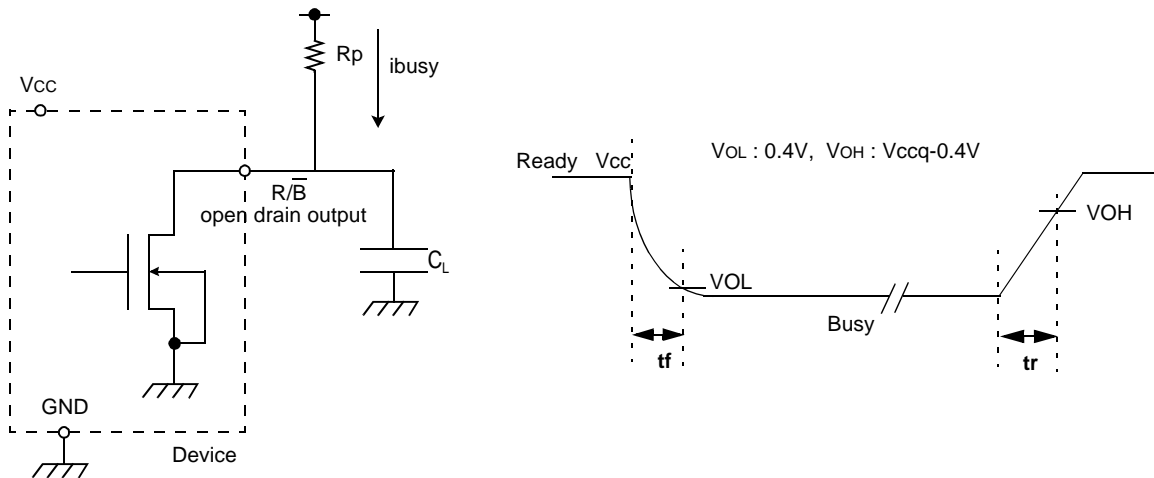 Rp
ibusy
VCC
R/B̅
open drain output
CL
GND
Device
VOL : 0.4V, VOH : Vccq-0.4V
Ready Vcc
VOH
VOL
Busy
tf
tr